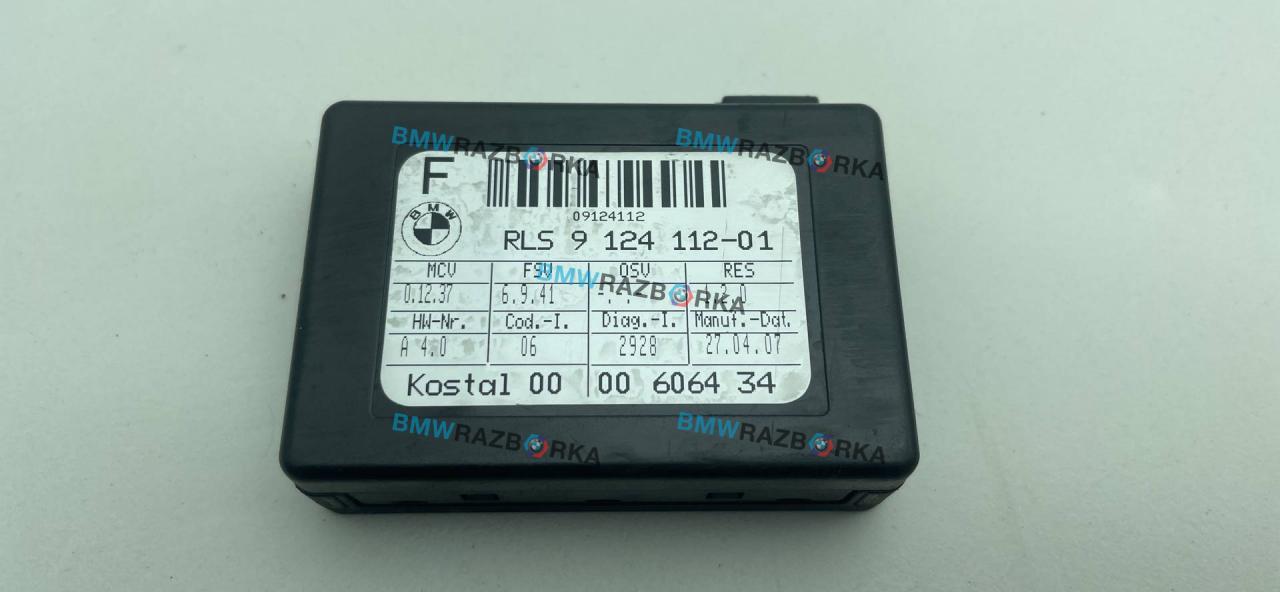 F
09124112
BMW
RLS 9 124 112-01
MCV FSV OSV RES
0.12.37 6.9.41 2.0
HW-Nr. Cod.-I. Diag.-I. Manuf.-Dat.
A 4.0 06 2928 27.04.07
Kostal 00 00 6064 34
BMWRAZBORKA
BMWRAZBORKA
BMWRAZBORKA
BMWRAZBORKA
BMWRAZBORKA